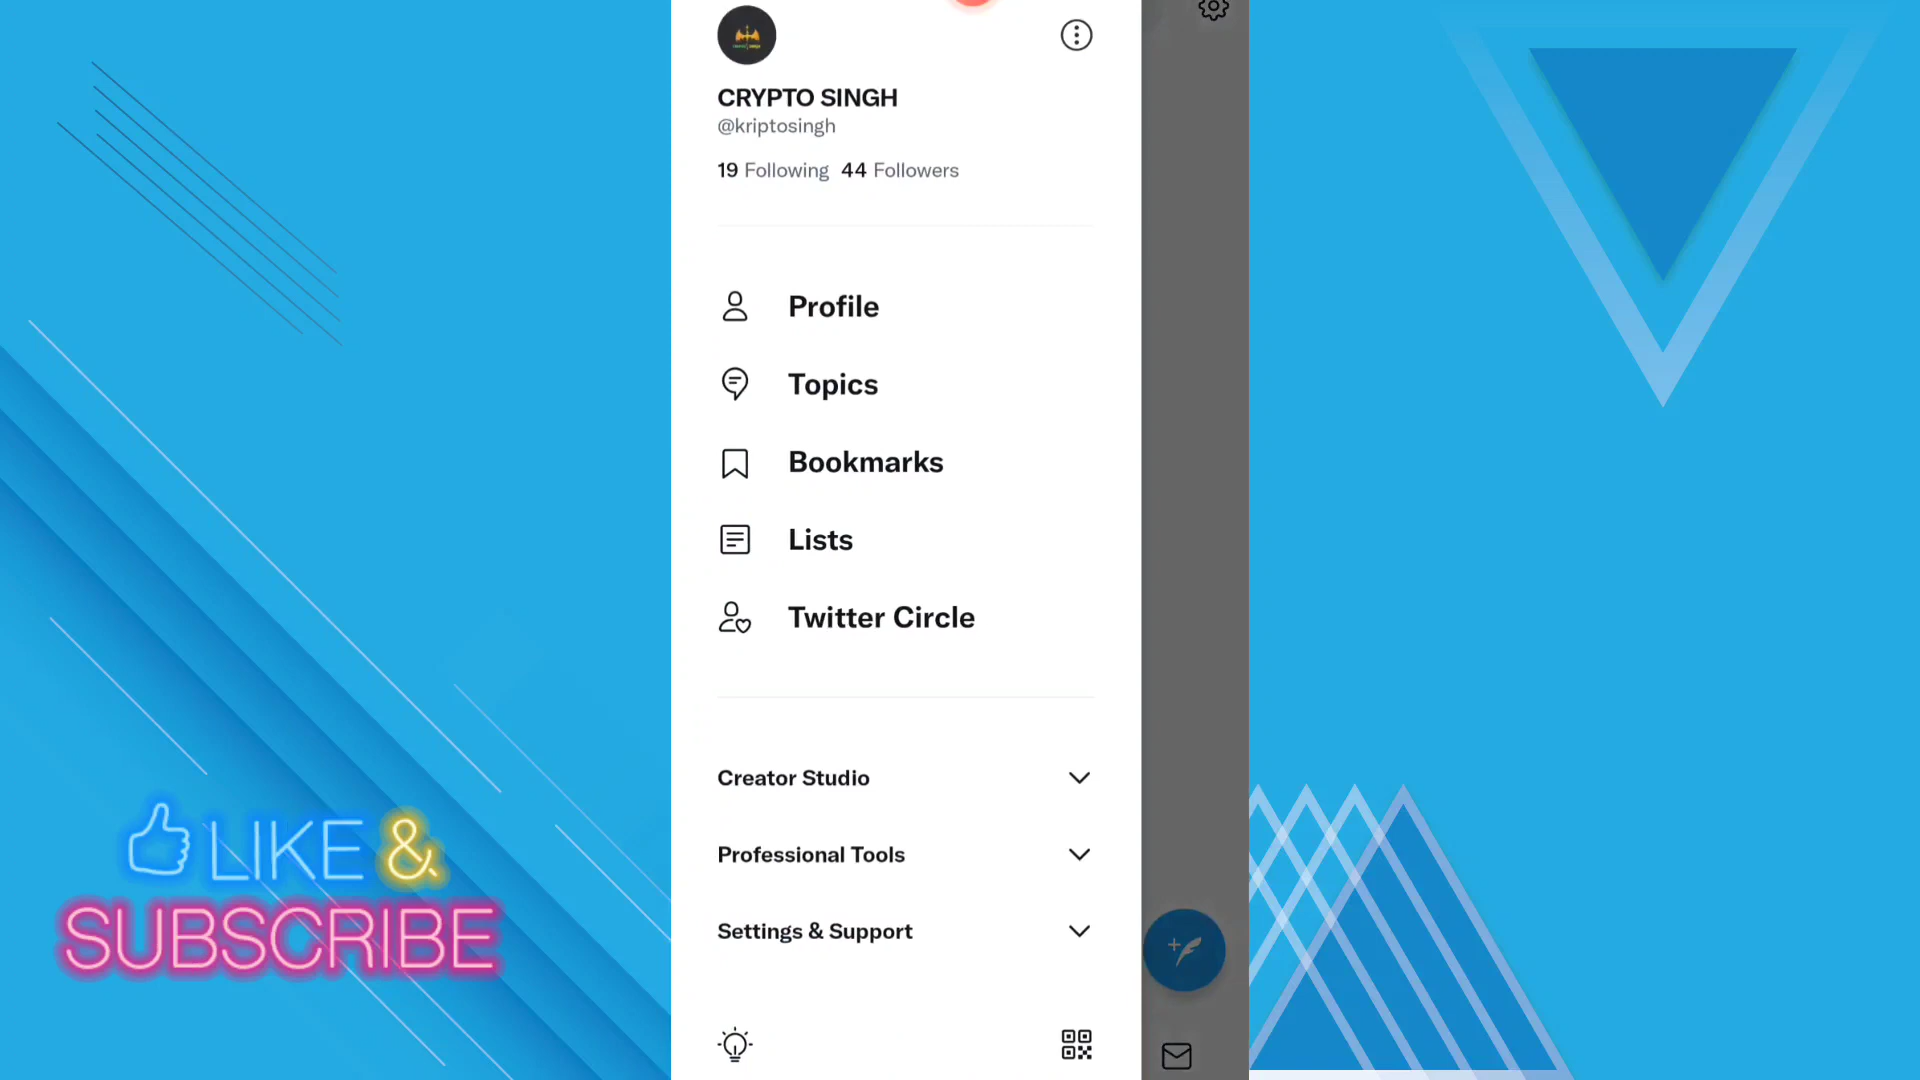 CRYPTO SINGH
@kriptosingh
19 Following 44 Followers
Profile
Topics
Bookmarks
Lists
Twitter Circle
Creator Studio
Professional Tools
Settings & Support
LIKE &
SUBSCRIBE